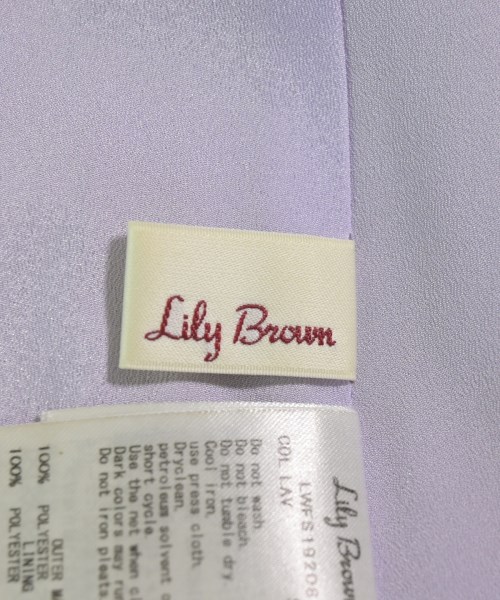 Lily Brown
Lily Brown
LWFS19206
COL LAV
Do not wash.
Do not bleach.
Do not tumble dry.
Cool iron.
use press cloth.
Dryclean.
petroleus solvent
short cycle.
Use the net when
Dark colors may
Do not iron pleats.
OUTER
100% POLYESTER
LINING
100% POLYESTER